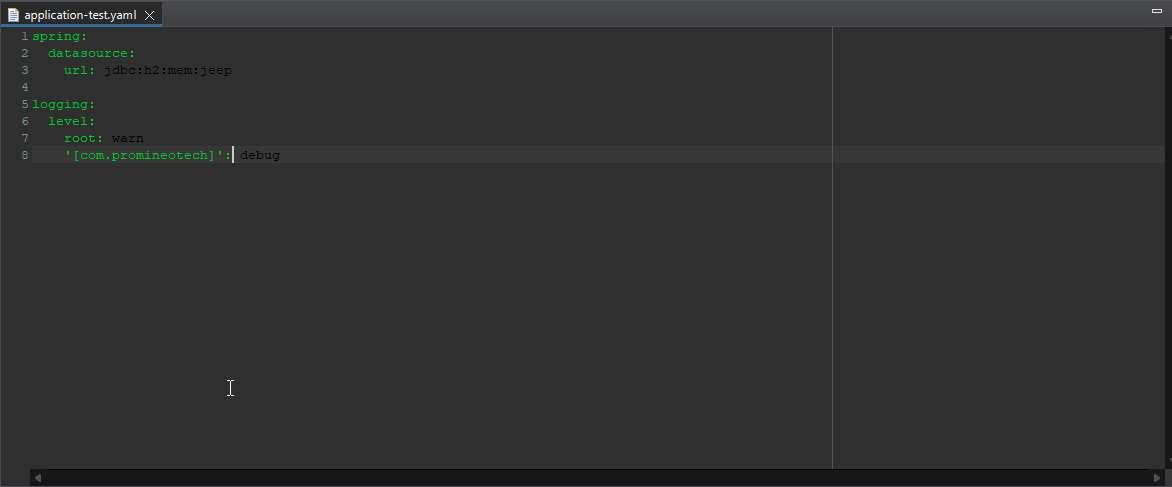 application-test.yaml
1 spring:
2   datasource:
3     url: jdbc:h2:mem:jeep
4
5 logging:
6   level:
7     root: warn
8     '[com.promineotech]': debug